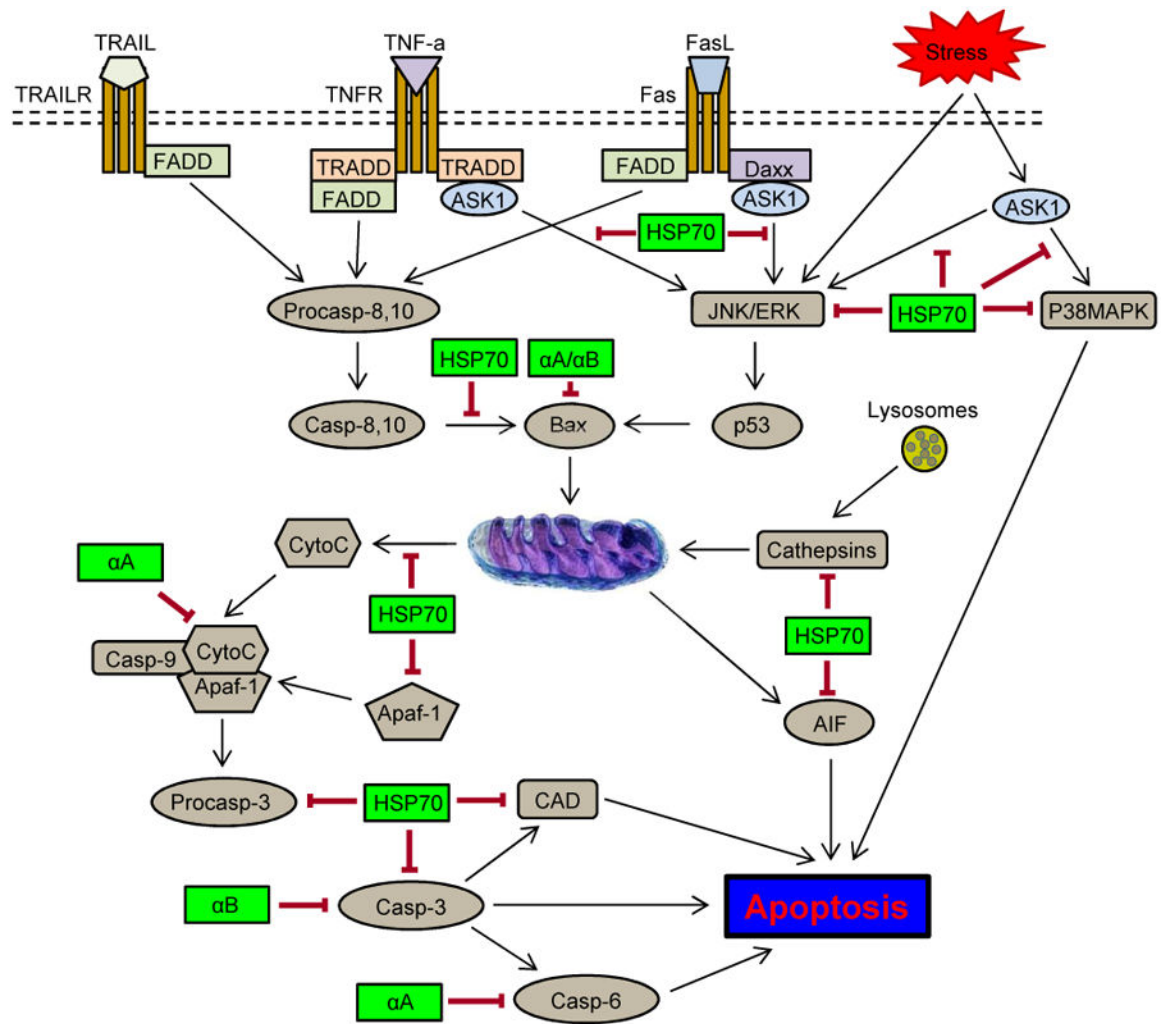 TRAIL
TNF-a
FasL
Stress
TRAILR
TNFR
Fas
FADD
TRADD
TRADD
FADD
Daxx
FADD
ASK1
ASK1
ASK1
HSP70
Procasp-8,10
JNK/ERK
HSP70
P38MAPK
HSP70
αA/αB
Casp-8,10
Bax
p53
Lysosomes
CytoC
Cathepsins
αA
HSP70
HSP70
Casp-9
CytoC
Apaf-1
Apaf-1
AIF
Procasp-3
HSP70
CAD
αB
Casp-3
Apoptosis
αA
Casp-6